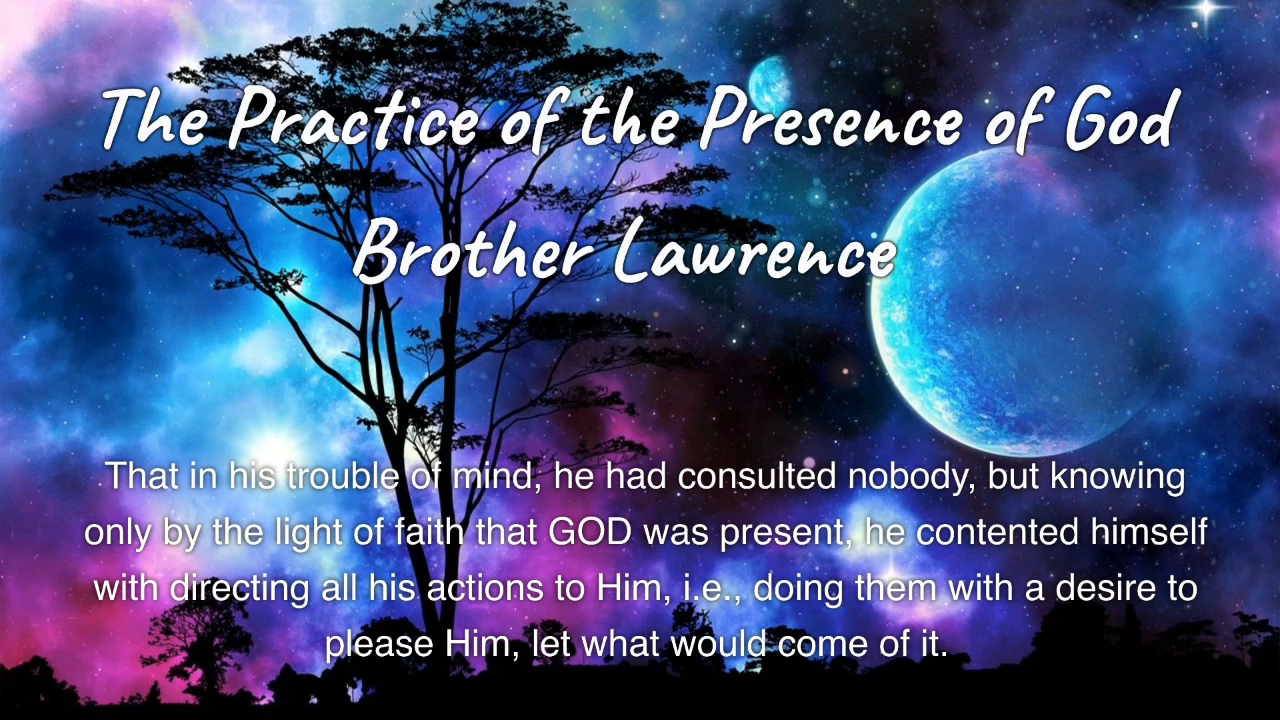 The Practice of the Presence of God
Brother Lawrence
That in his trouble of mind, he had consulted nobody, but knowing
only by the light of faith that GOD was present, he contented himself
with directing all his actions to Him, i.e., doing them with a desire to
please Him, let what would come of it.